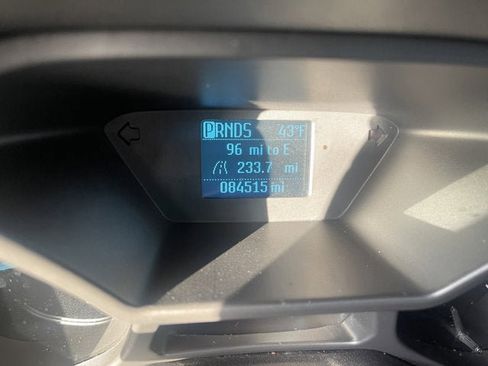 PRNDS 43°F
96 mi to E
233.7 mi
084515 mi